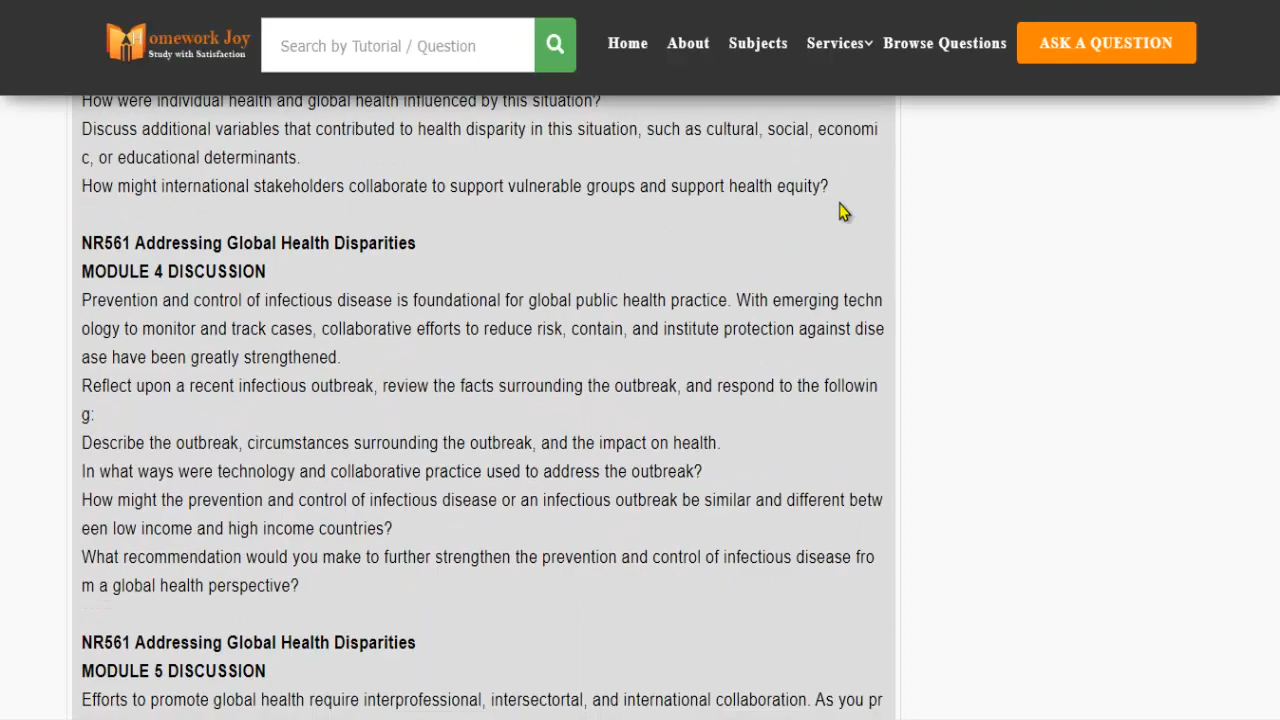 omework Joy
Study with Satisfaction
Search by Tutorial / Question
Home About Subjects Services Browse Questions ASK A QUESTION
How were individual health and global health influenced by this situation?
Discuss additional variables that contributed to health disparity in this situation, such as cultural, social, economi
c, or educational determinants.
How might international stakeholders collaborate to support vulnerable groups and support health equity?
NR561 Addressing Global Health Disparities
MODULE 4 DISCUSSION
Prevention and control of infectious disease is foundational for global public health practice. With emerging techn
ology to monitor and track cases, collaborative efforts to reduce risk, contain, and institute protection against dise
ase have been greatly strengthened.
Reflect upon a recent infectious outbreak, review the facts surrounding the outbreak, and respond to the followin
g:
Describe the outbreak, circumstances surrounding the outbreak, and the impact on health.
In what ways were technology and collaborative practice used to address the outbreak?
How might the prevention and control of infectious disease or an infectious outbreak be similar and different betw
een low income and high income countries?
What recommendation would you make to further strengthen the prevention and control of infectious disease fro
m a global health perspective?
NR561 Addressing Global Health Disparities
MODULE 5 DISCUSSION
Efforts to promote global health require interprofessional, intersectortal, and international collaboration. As you pr